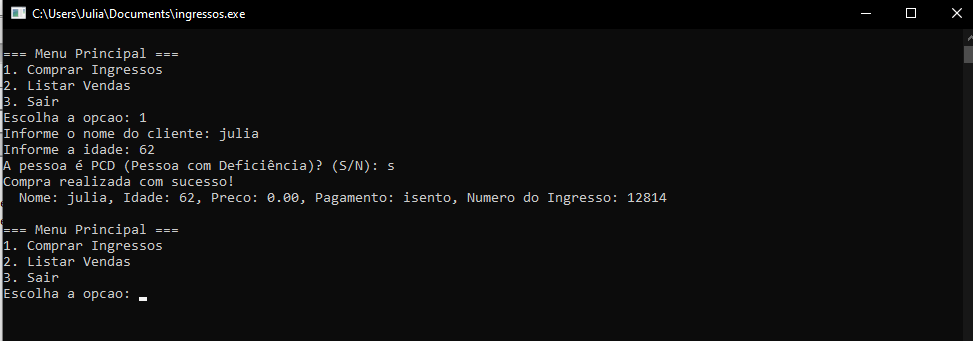 C:\Users\Julia\Documents\ingressos.exe
=== Menu Principal ===
1. Comprar Ingressos
2. Listar Vendas
3. Sair
Escolha a opcao: 1
Informe o nome do cliente: julia
Informe a idade: 62
A pessoa é PCD (Pessoa com Deficiência)? (S/N): s
Compra realizada com sucesso!
  Nome: julia, Idade: 62, Preco: 0.00, Pagamento: isento, Numero do Ingresso: 12814
=== Menu Principal ===
1. Comprar Ingressos
2. Listar Vendas
3. Sair
Escolha a opcao: